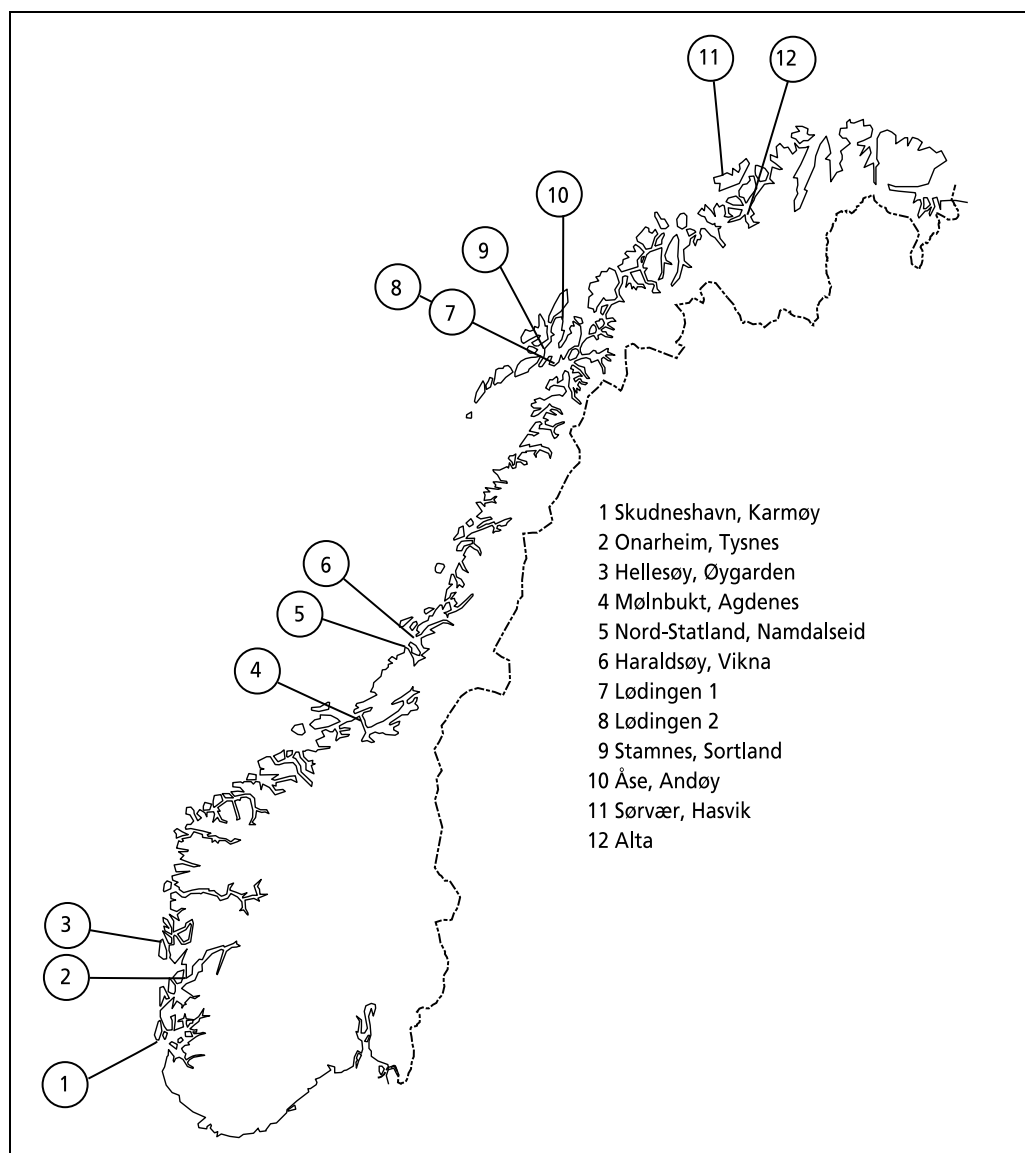 11
12
10
9
8
7
6
5
4
3
2
1
1 Skudneshavn, Karmøy
2 Onarheim, Tysnes
3 Hellesøy, Øygarden
4 Mølnbukt, Agdenes
5 Nord-Statland, Namdalseid
6 Haraldsøy, Vikna
7 Lødingen 1
8 Lødingen 2
9 Stamnes, Sortland
10 Åse, Andøy
11 Sørvær, Hasvik
12 Alta